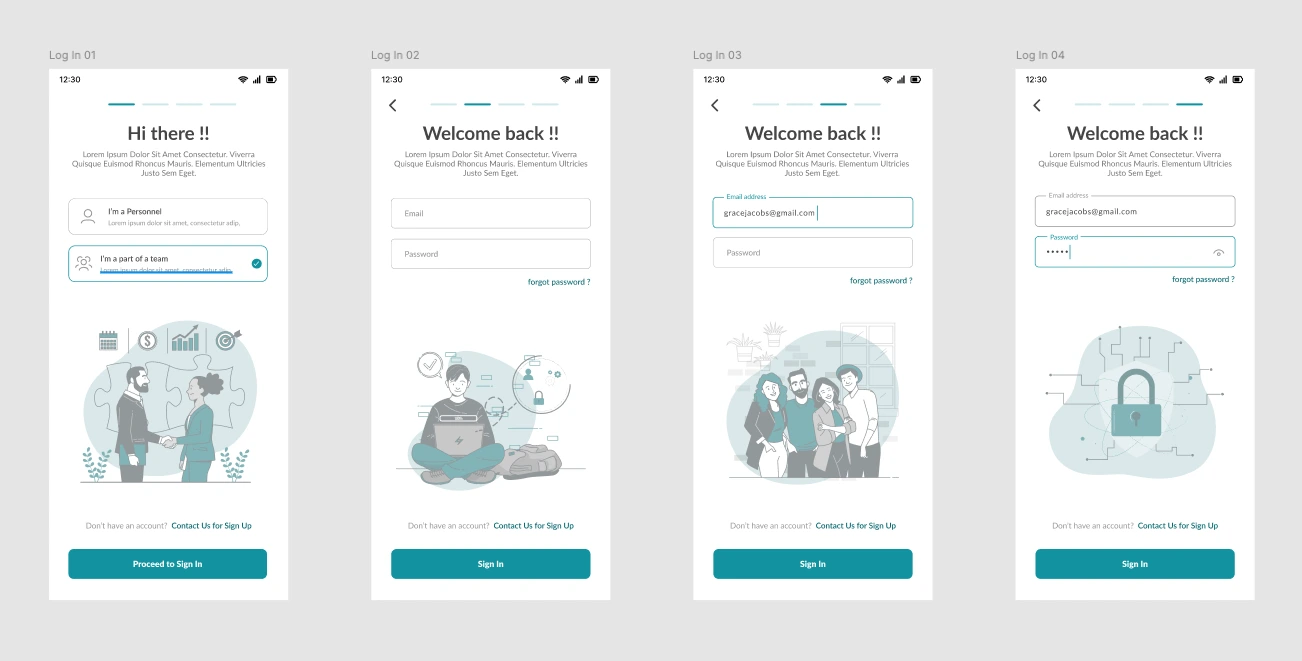 Log In 01
12:30
Hi there !!
Lorem Ipsum Dolor Sit Amet Consectetur. Viverra
Quisque Euismod Rhoncus Mauris. Elementum Ultricies
Justo Sem Eget.
I'm a Personnel
Lorem ipsum dolor sit amet, consectetur adip,
I'm a part of a team
Lorem ipsum dolor sit amet, consectetur adip,
$
Don't have an account? Contact Us for Sign Up
Proceed to Sign In
Log In 02
12:30
Welcome back !!
Lorem Ipsum Dolor Sit Amet Consectetur. Viverra
Quisque Euismod Rhoncus Mauris. Elementum Ultricies
Justo Sem Eget.
Email
Password
forgot password ?
Don't have an account? Contact Us for Sign Up
Sign In
Log In 03
12:30
Welcome back !!
Lorem Ipsum Dolor Sit Amet Consectetur. Viverra
Quisque Euismod Rhoncus Mauris. Elementum Ultricies
Justo Sem Eget.
Email address
gracejacobs@gmail.com
Password
forgot password ?
Don't have an account? Contact Us for Sign Up
Sign In
Log In 04
12:30
Welcome back !!
Lorem Ipsum Dolor Sit Amet Consectetur. Viverra
Quisque Euismod Rhoncus Mauris. Elementum Ultricies
Justo Sem Eget.
Email address
gracejacobs@gmail.com
Password
•••••
forgot password ?
Don't have an account? Contact Us for Sign Up
Sign In